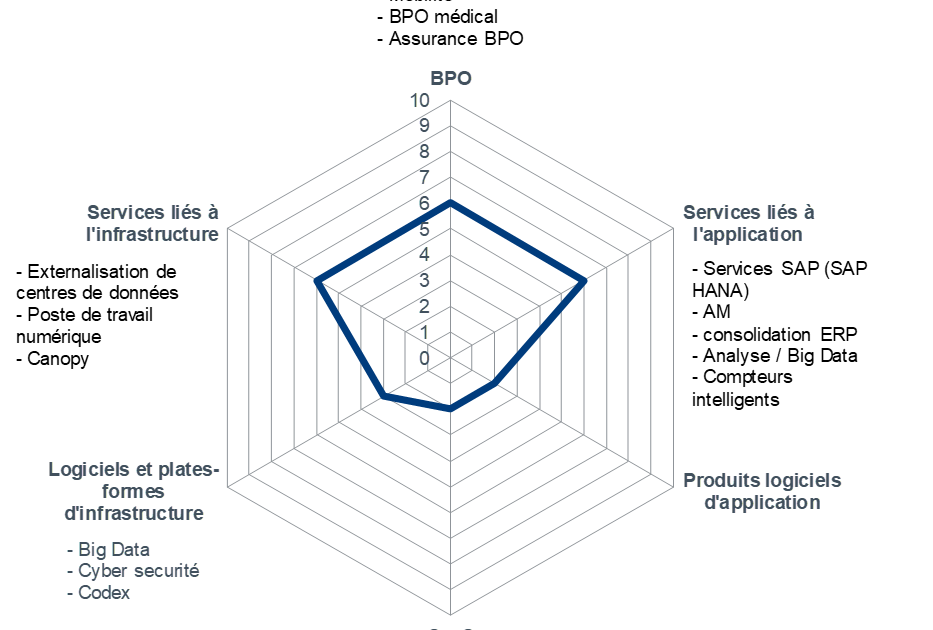 - BPO médical
- Assurance BPO
BPO
10
9
8
7
6
5
4
3
2
1
0
Services liés à
l'infrastructure
- Externalisation de
centres de données
- Poste de travail
numérique
- Canopy
Services liés à
l'application
- Services SAP (SAP
HANA)
- AM
- consolidation ERP
- Analyse / Big Data
- Compteurs
intelligents
Logiciels et plates-
formes
d'infrastructure
- Big Data
- Cyber securité
- Codex
Produits logiciels
d'application